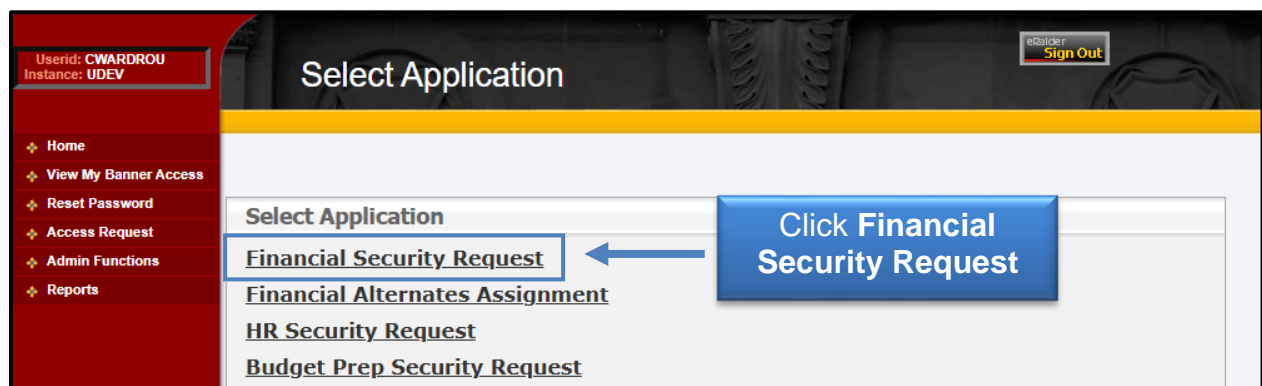 Userid: CWARDROU
Instance: UDEV
Select Application
eRaider
Sign Out
Home
View My Banner Access
Reset Password
Access Request
Admin Functions
Reports
Select Application
Financial Security Request
Financial Alternates Assignment
HR Security Request
Budget Prep Security Request
Click Financial
Security Request